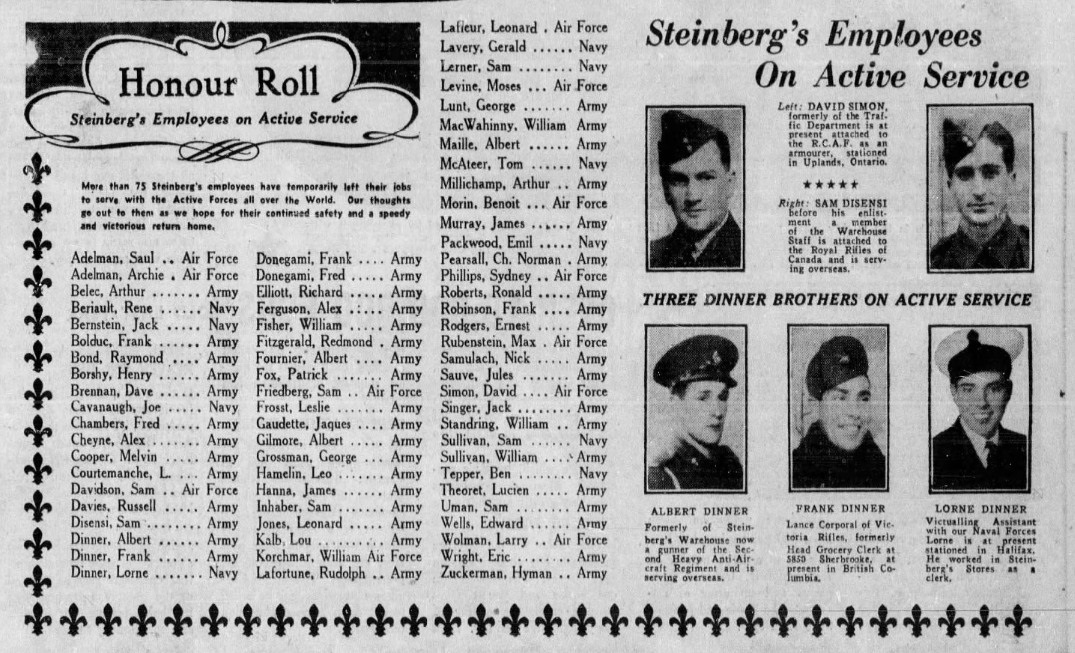 Honour Roll
Steinberg's Employees on Active Service
More than 75 Steinberg's employees have temporarily left their jobs
to serve with the Active Forces all over the World. Our thoughts
go out to them as we hope for their continued safety and a speedy
and victorious return home.
Adelman, Saul .. Air Force
Adelman, Archie . Air Force
Belec, Arthur ....... Army
Beriault, Rene ...... Navy
Bernstein, Jack ..... Navy
Bolduc, Frank ...... Army
Bond, Raymond .... Army
Borshy, Henry ...... Army
Brennan, Dave ...... Army
Cavanaugh, Joe ..... Navy
Chambers, Fred ..... Army
Cheyne, Alex ....... Army
Cooper, Melvin ..... Army
Courtemanche, L. ... Army
Davidson, Sam .. Air Force
Davies, Russell ..... Army
Disensi, Sam ........ Army
Dinner, Albert ...... Army
Dinner, Frank ...... Army
Dinner, Lorne ....... Navy
Donegami, Frank .... Army
Donegami, Fred ..... Army
Elliott, Richard ..... Army
Ferguson, Alex ..... Army
Fisher, William ..... Army
Fitzgerald, Redmond . Army
Fournier, Albert .... Army
Fox, Patrick ....... Army
Friedberg, Sam .. Air Force
Frosst, Leslie ....... Army
Gaudette, Jaques .... Army
Gilmore, Albert ..... Army
Grossman, George ... Army
Hamelin, Leo ....... Army
Hanna, James ...... Army
Inhaber, Sam ....... Army
Jones, Leonard ..... Army
Kalb, Lou .......... Army
Korchmar, William Air Force
Lafortune, Rudolph .. Army
Lafleur, Leonard . Air Force
Lavery, Gerald ...... Navy
Lerner, Sam ........ Navy
Levine, Moses ... Air Force
Lunt, George ....... Army
MacWahinny, William Army
Maille, Albert ...... Army
McAteer, Tom ...... Navy
Millichamp, Arthur .. Army
Morin, Benoit ... Air Force
Murray, James ...... Army
Packwood, Emil ..... Navy
Pearsall, Ch. Norman . Army
Phillips, Sydney .. Air Force
Roberts, Ronald ..... Army
Robinson, Frank .... Army
Rodgers, Ernest ..... Army
Rubenstein, Max . Air Force
Samulach, Nick ..... Army
Sauve, Jules ........ Army
Simon, David .... Air Force
Singer, Jack ........ Army
Standring, William .. Army
Sullivan, Sam ...... Navy
Sullivan, William .... Army
Tepper, Ben ........ Navy
Theoret, Lucien ..... Army
Uman, Sam ........ Army
Wells, Edward ...... Army
Wolman, Larry .. Air Force
Wright, Eric ........ Army
Zuckerman, Hyman .. Army
Steinberg's Employees
On Active Service
Left: DAVID SIMON,
formerly of the Traf-
fic Department is at
present attached to
the R.C.A.F. as an
armourer, stationed
in Uplands, Ontario.
★★★★★
Right: SAM DISENSI
before his enlist-
ment a member
of the Warehouse
Staff is attached to
the Royal Rifles of
Canada and is serv-
ing overseas.
THREE DINNER BROTHERS ON ACTIVE SERVICE
ALBERT DINNER
Formerly of Stein-
berg's Warehouse now
a gunner of the Sec-
ond Heavy Anti-Air-
craft Regiment and is
serving overseas.
FRANK DINNER
Lance Corporal of Vic-
toria Rifles, formerly
Head Grocery Clerk at
5850 Sherbrooke, at
present in British Co-
lumbia.
LORNE DINNER
Victualling Assistant
with our Naval Forces
Lorne is at present
stationed in Halifax.
He worked in Stein-
berg's Stores as a
clerk.